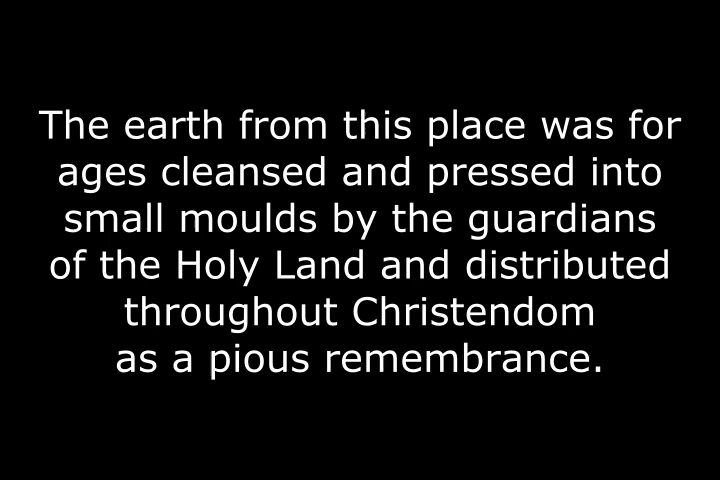 The earth from this place was for
ages cleansed and pressed into
small moulds by the guardians
of the Holy Land and distributed
throughout Christendom
as a pious remembrance.